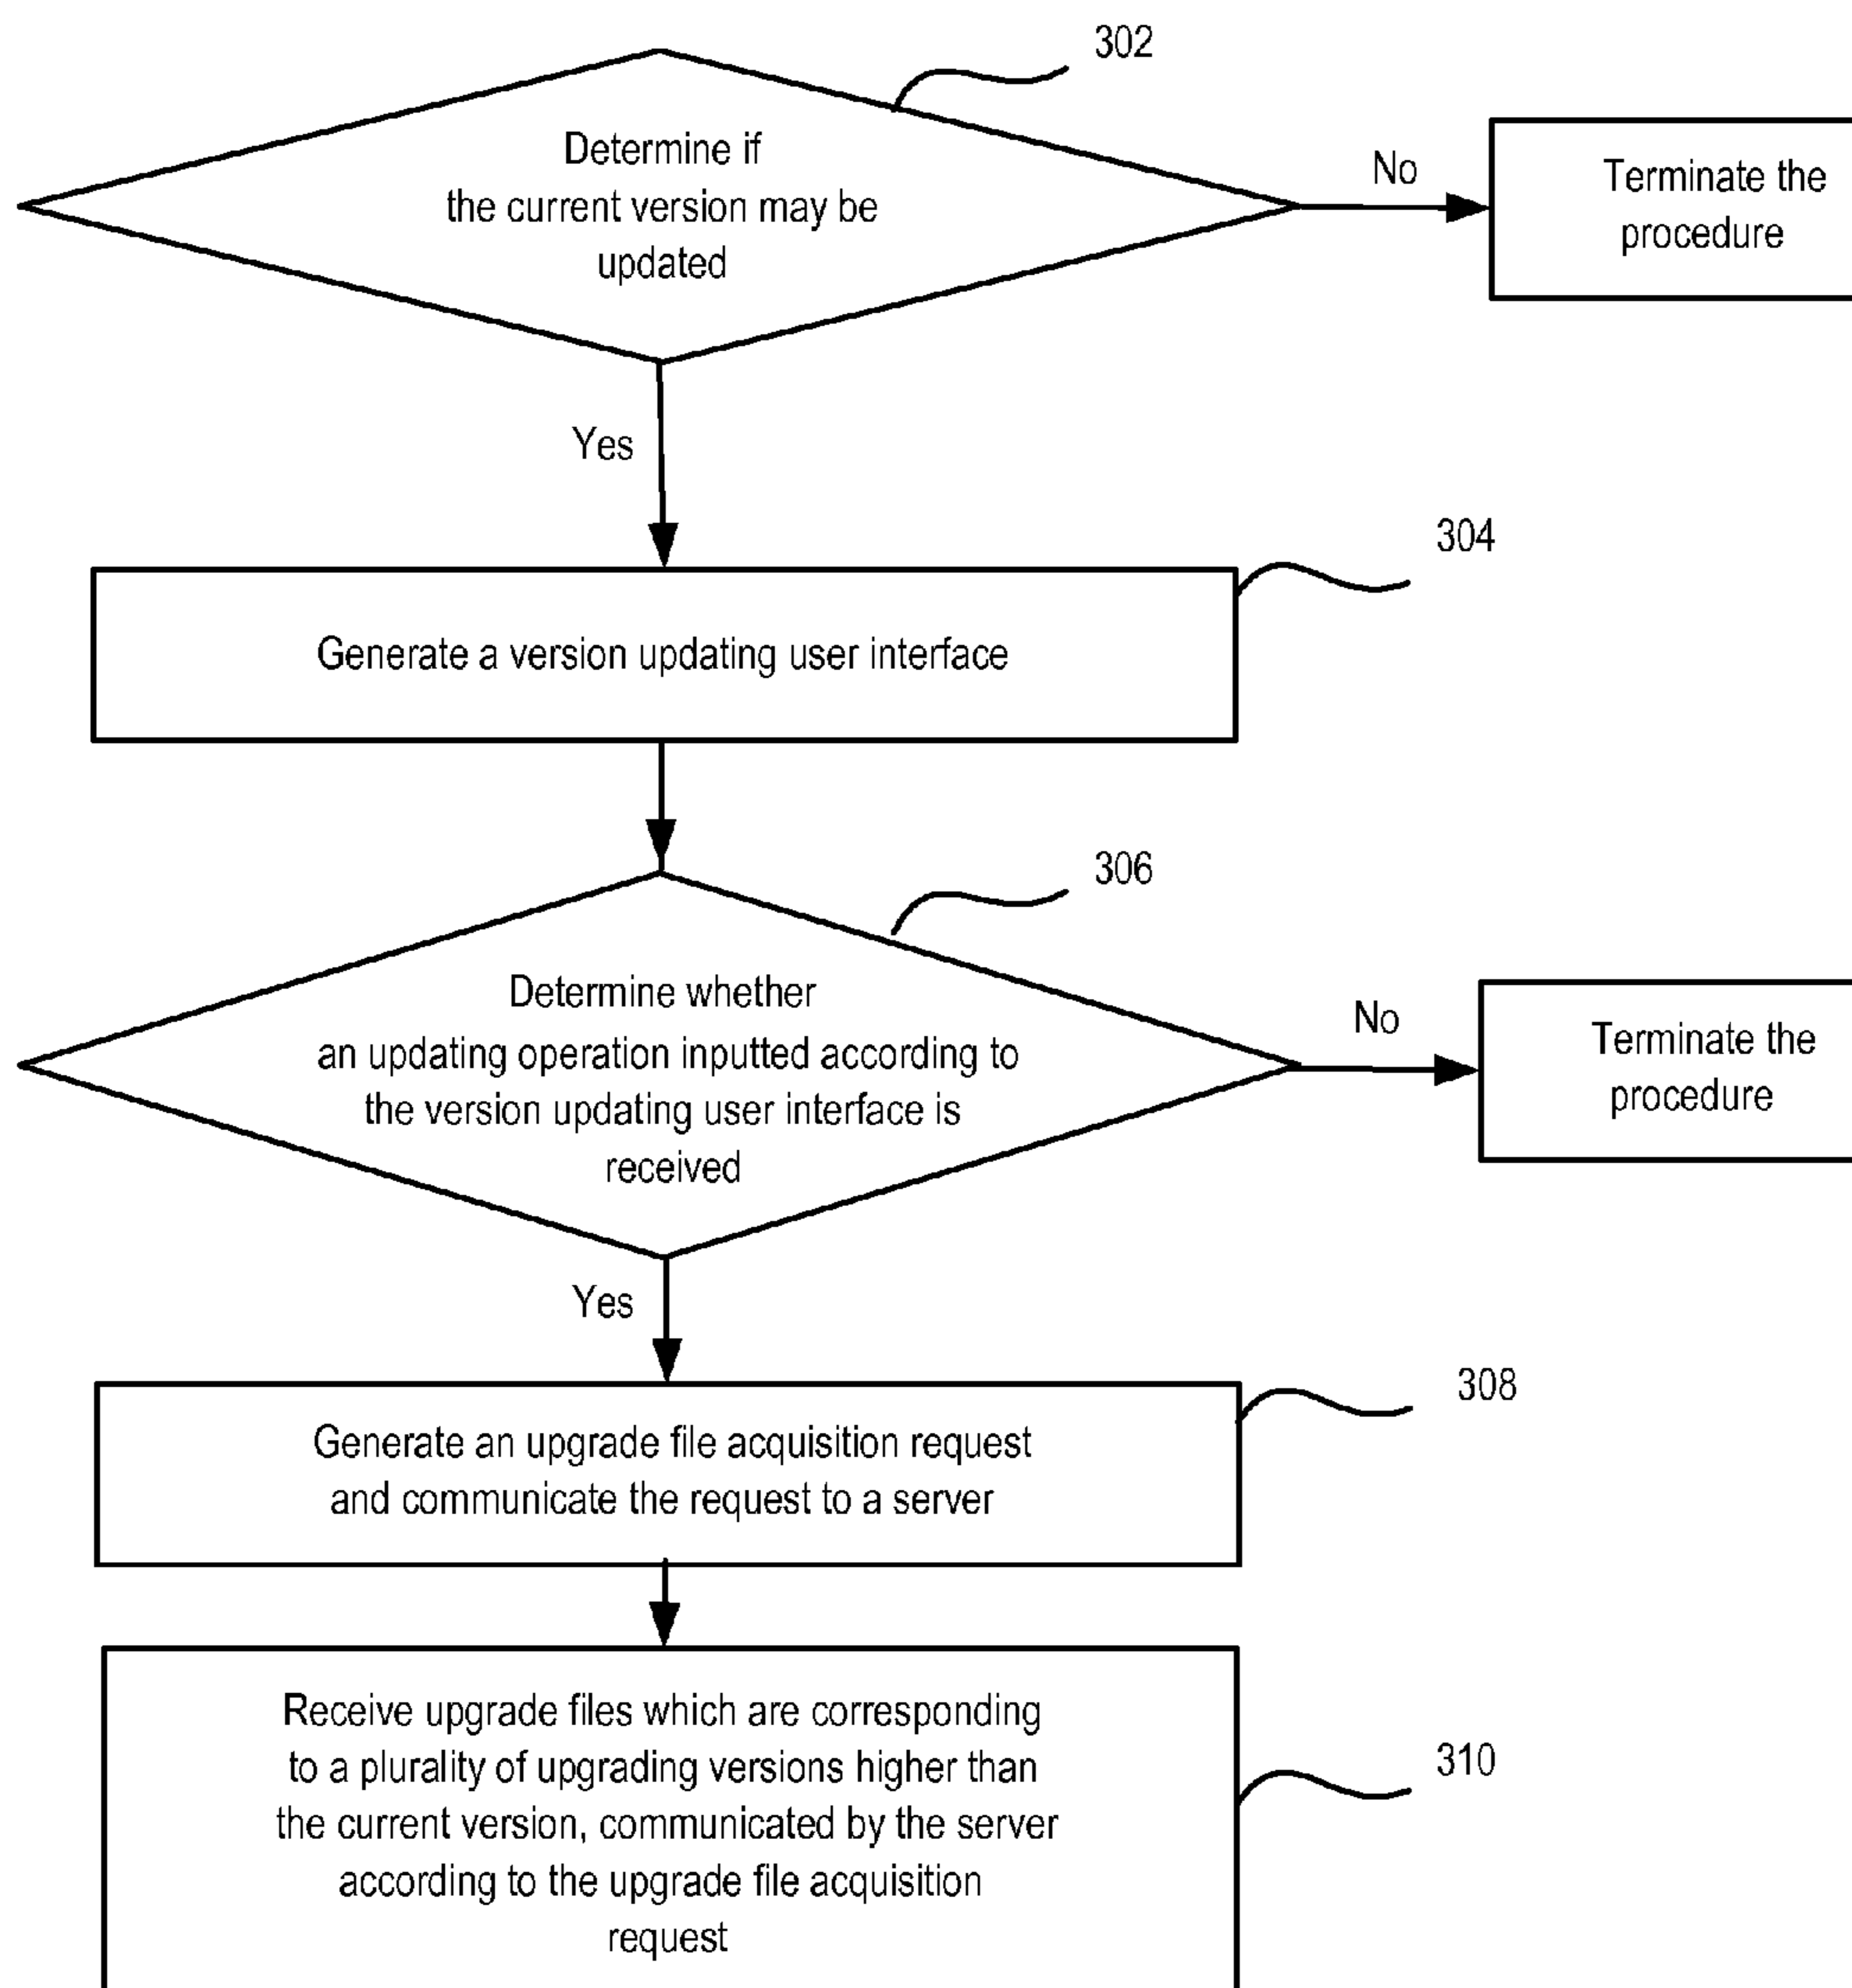 302
Determine if
the current version may be
updated
No
Terminate the
procedure
Yes
304
Generate a version updating user interface
306
Determine whether
an updating operation inputted according to
the version updating user interface is
received
No
Terminate the
procedure
Yes
308
Generate an upgrade file acquisition request
and communicate the request to a server
310
Receive upgrade files which are corresponding
to a plurality of upgrading versions higher than
the current version, communicated by the server
according to the upgrade file acquisition
request